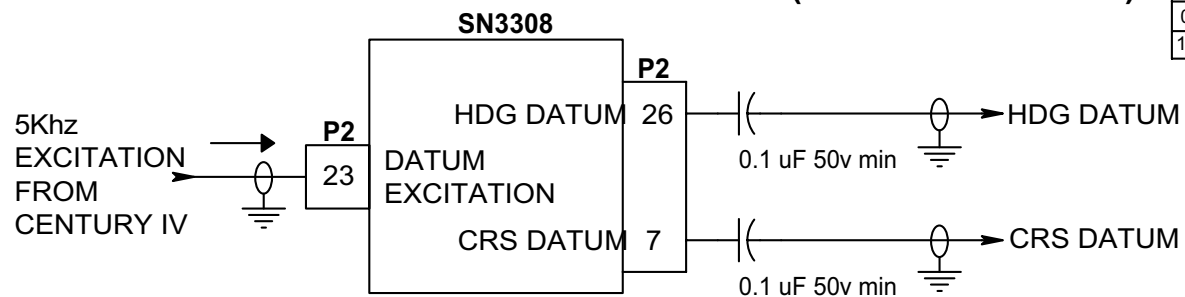 SN3308
P2
HDG DATUM 26
HDG DATUM
5Khz
EXCITATION
FROM
CENTURY IV
P2
23
DATUM
EXCITATION
0.1 uF 50v min
CRS DATUM 7
CRS DATUM
0.1 uF 50v min